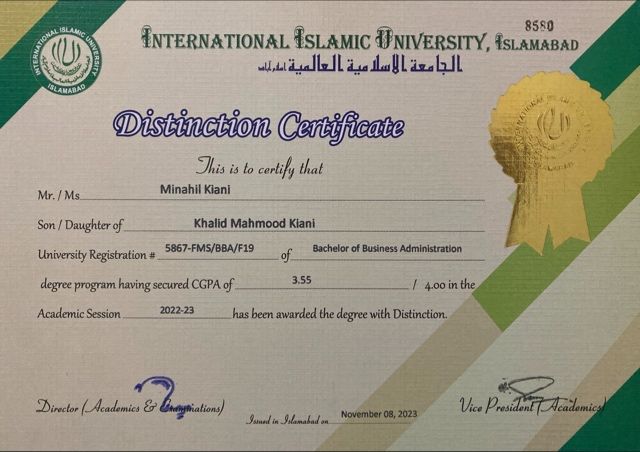 8580
INTERNATIONAL ISLAMIC UNIVERSITY
ISLAMABAD
INTERNATIONAL ISLAMIC UNIVERSITY, ISLAMABAD
الجامعة الإسلامية العالمية
Distinction Certificate
This is to certify that
Mr. / Ms Minahil Kiani
Son / Daughter of Khalid Mahmood Kiani
University Registration # 5867-FMS/BBA/F19 of Bachelor of Business Administration
degree program having secured CGPA of 3.55 / 4.00 in the
Academic Session 2022-23 has been awarded the degree with Distinction.
Director (Academics & Examinations)
Issued in Islamabad on November 08, 2023
Vice President (Academics)